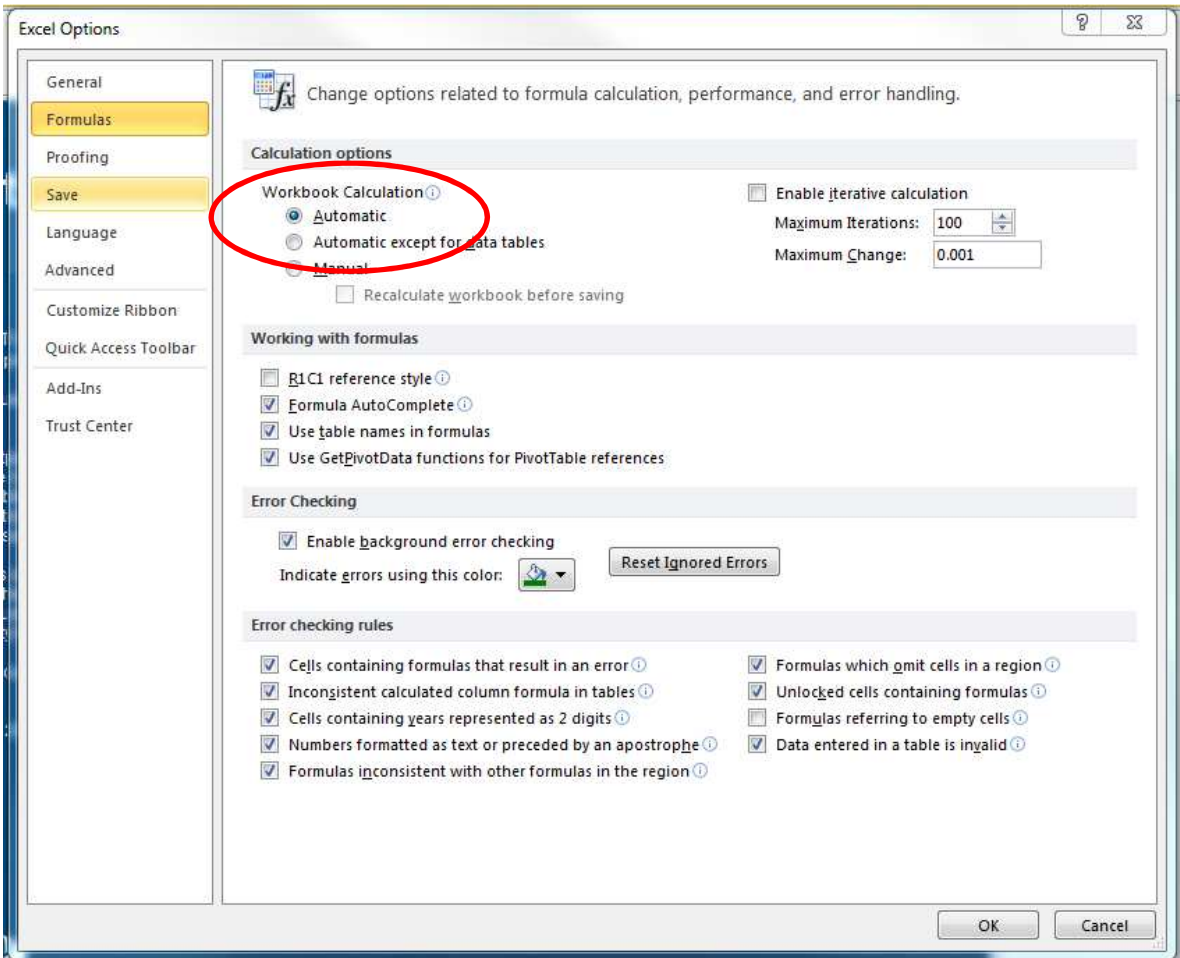 Excel Options
General
Formulas
Proofing
Save
Language
Advanced
Customize Ribbon
Quick Access Toolbar
Add-Ins
Trust Center
Change options related to formula calculation, performance, and error handling.
Calculation options
Workbook Calculation
Automatic
Automatic except for data tables
Manual
Recalculate workbook before saving
Enable iterative calculation
Maximum Iterations: 100
Maximum Change: 0.001
Working with formulas
R1C1 reference style
Formula AutoComplete
Use table names in formulas
Use GetPivotData functions for PivotTable references
Error Checking
Enable background error checking
Indicate errors using this color:
Reset Ignored Errors
Error checking rules
Cells containing formulas that result in an error
Inconsistent calculated column formula in tables
Cells containing years represented as 2 digits
Numbers formatted as text or preceded by an apostrophe
Formulas inconsistent with other formulas in the region
Formulas which omit cells in a region
Unlocked cells containing formulas
Formulas referring to empty cells
Data entered in a table is invalid
OK
Cancel